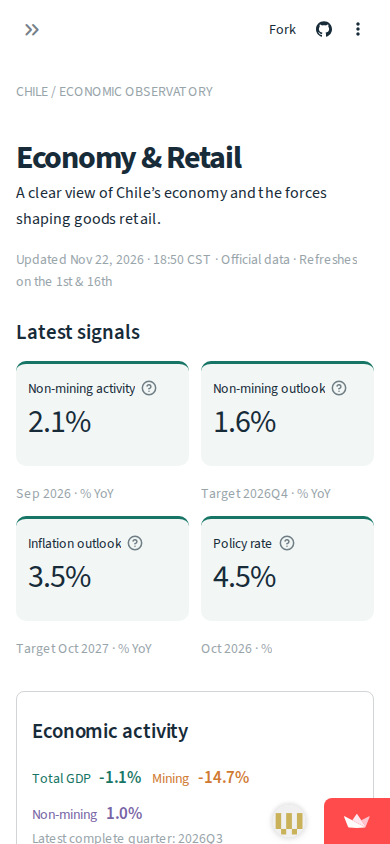 Fork
CHILE / ECONOMIC OBSERVATORY
Economy & Retail
A clear view of Chile’s economy and the forces
shaping goods retail.
Updated Nov 22, 2026 · 18:50 CST · Official data · Refreshes
on the 1st & 16th
Latest signals
Non-mining activity
2.1%
Sep 2026 · % YoY
Non-mining outlook
1.6%
Target 2026Q4 · % YoY
Inflation outlook
3.5%
Target Oct 2027 · % YoY
Policy rate
4.5%
Oct 2026 · %
Economic activity
Total GDP -1.1% Mining -14.7%
Non-mining 1.0%
Latest complete quarter: 2026Q3